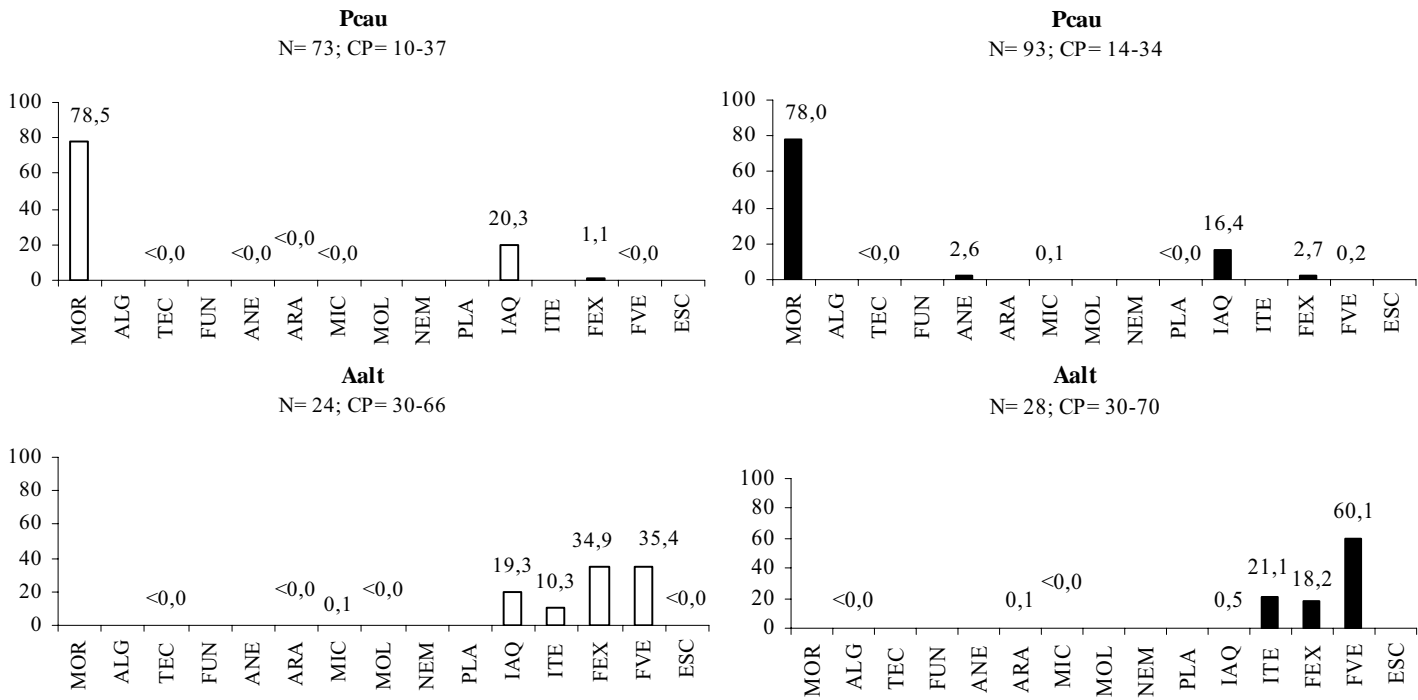 Pcau
N= 73; CP= 10-37
100
80
60
40
20
0
78,5
<0,0
<0,0
<0,0
<0,0
20,3
1,1
<0,0
MOR
ALG
TEC
FUN
ANE
ARA
MIC
MOL
NEM
PLA
IAQ
ITE
FEX
FVE
ESC
Pcau
N= 93; CP= 14-34
100
80
60
40
20
0
78,0
<0,0
2,6
0,1
<0,0
16,4
2,7
0,2
MOR
ALG
TEC
FUN
ANE
ARA
MIC
MOL
NEM
PLA
IAQ
ITE
FEX
FVE
ESC
Aalt
N= 24; CP= 30-66
100
80
60
40
20
0
<0,0
<0,0
0,1
<0,0
19,3
10,3
34,9
35,4
<0,0
MOR
ALG
TEC
FUN
ANE
ARA
MIC
MOL
NEM
PLA
IAQ
ITE
FEX
FVE
ESC
Aalt
N= 28; CP= 30-70
100
80
60
40
20
0
<0,0
0,1
<0,0
0,5
21,1
18,2
60,1
MOR
ALG
TEC
FUN
ANE
ARA
MIC
MOL
NEM
PLA
IAQ
ITE
FEX
FVE
ESC